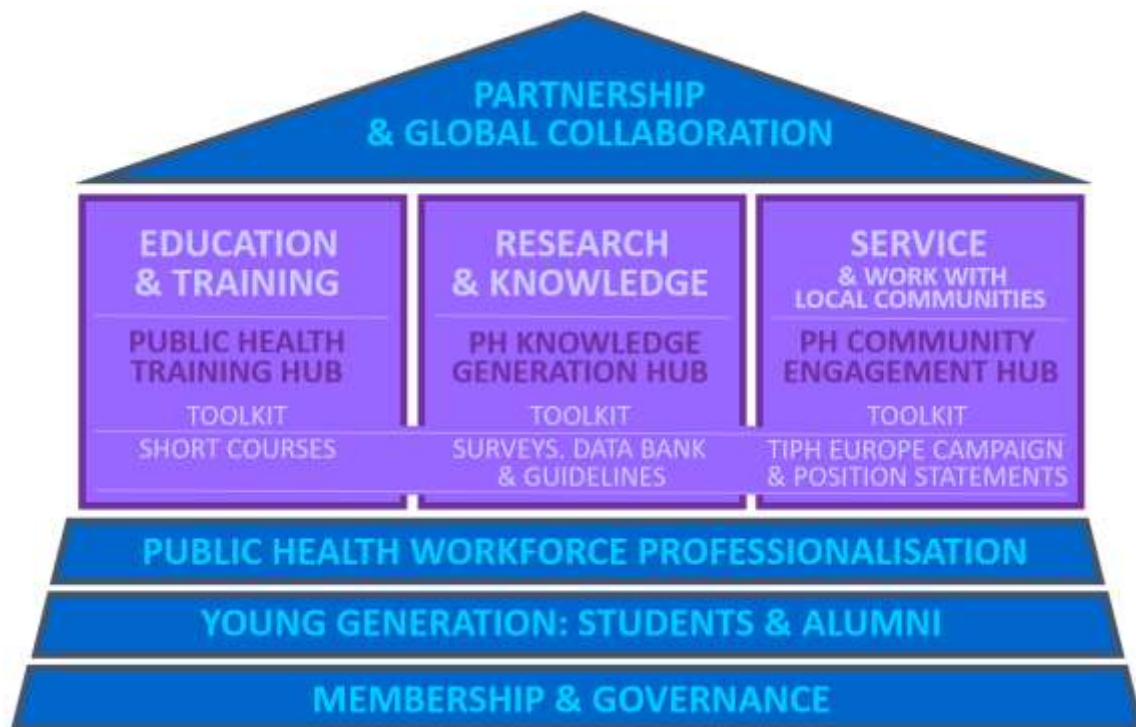 PARTNERSHIP
& GLOBAL COLLABORATION
EDUCATION
& TRAINING
PUBLIC HEALTH
TRAINING HUB
TOOLKIT
SHORT COURSES
RESEARCH
& KNOWLEDGE
PH KNOWLEDGE
GENERATION HUB
TOOLKIT
SURVEYS, DATA BANK
& GUIDELINES
SERVICE
& WORK WITH
LOCAL COMMUNITIES
PH COMMUNITY
ENGAGEMENT HUB
TOOLKIT
TIPH EUROPE CAMPAIGN
& POSITION STATEMENTS
PUBLIC HEALTH WORKFORCE PROFESSIONALISATION
YOUNG GENERATION: STUDENTS & ALUMNI
MEMBERSHIP & GOVERNANCE